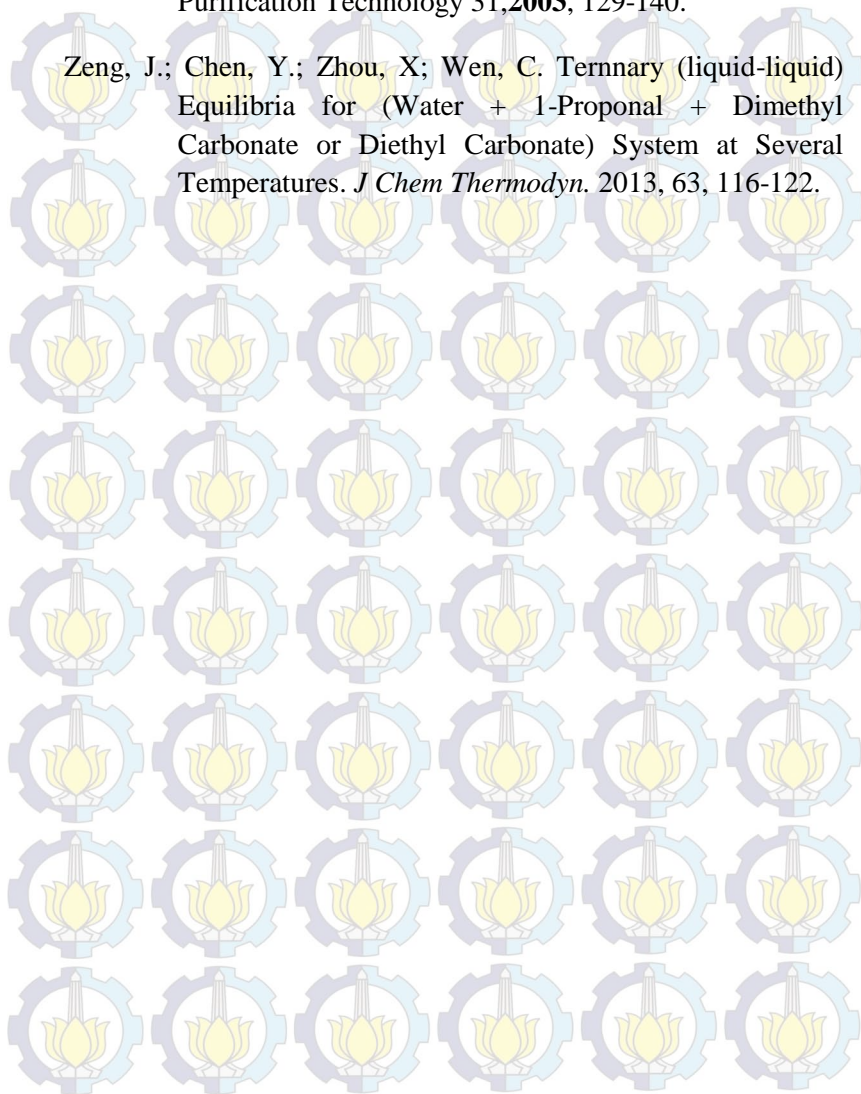 Purification Technology 31,2003, 129-140.
Zeng, J.; Chen, Y.; Zhou, X; Wen, C. Ternnary (liquid-liquid)
Equilibria for (Water + 1-Proponal + Dimethyl
Carbonate or Diethyl Carbonate) System at Several
Temperatures. J Chem Thermodyn. 2013, 63, 116-122.